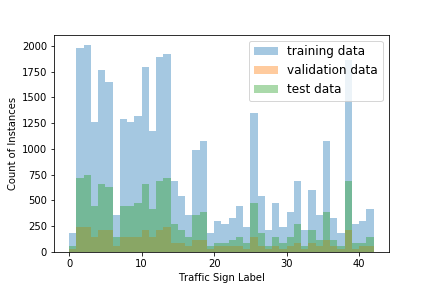 2000
1750
1500
1250
1000
750
500
250
0
Count of Instances
training data
validation data
test data
0 10 20 30 40
Traffic Sign Label